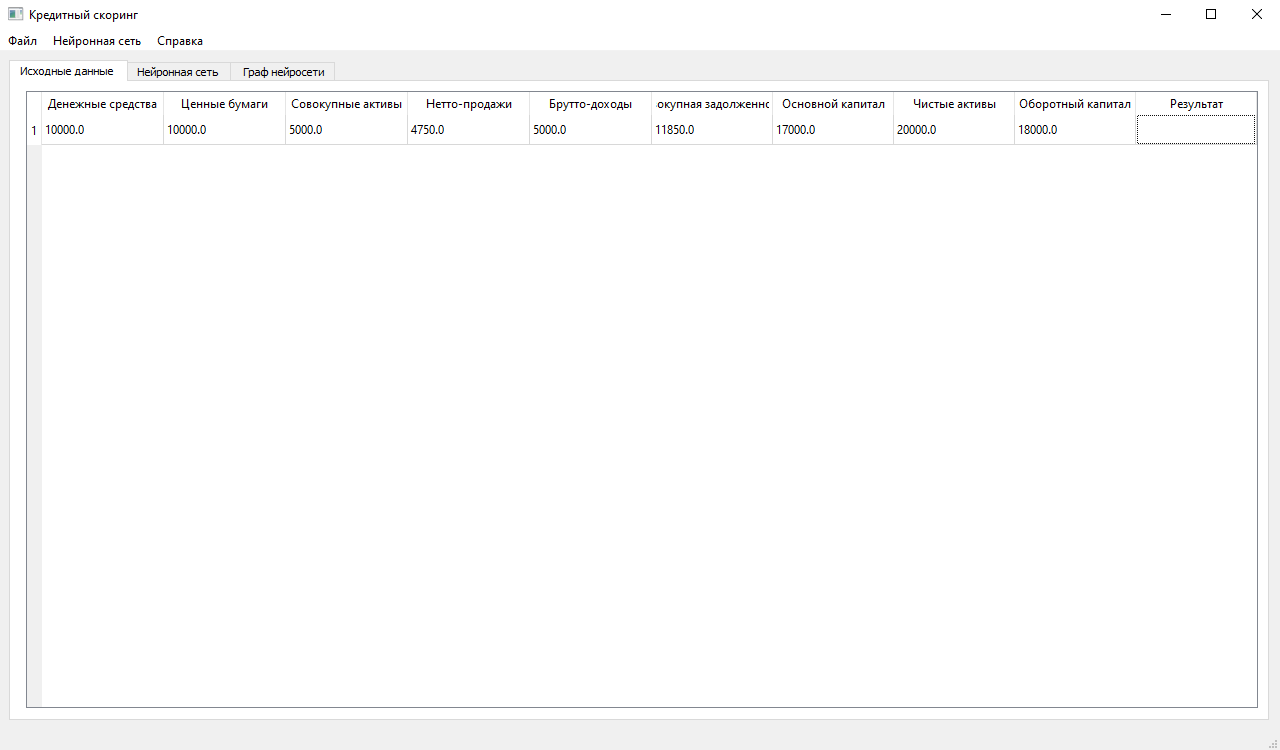 Кредитный скоринг
Файл Нейронная сеть Справка
Исходные данные Нейронная сеть Граф нейросети
Денежные средства Ценные бумаги Совокупные активы Нетто-продажи Брутто-доходы окупная задолженно Основной капитал Чистые активы Оборотный капитал Результат
1 10000.0 10000.0 5000.0 4750.0 5000.0 11850.0 17000.0 20000.0 18000.0